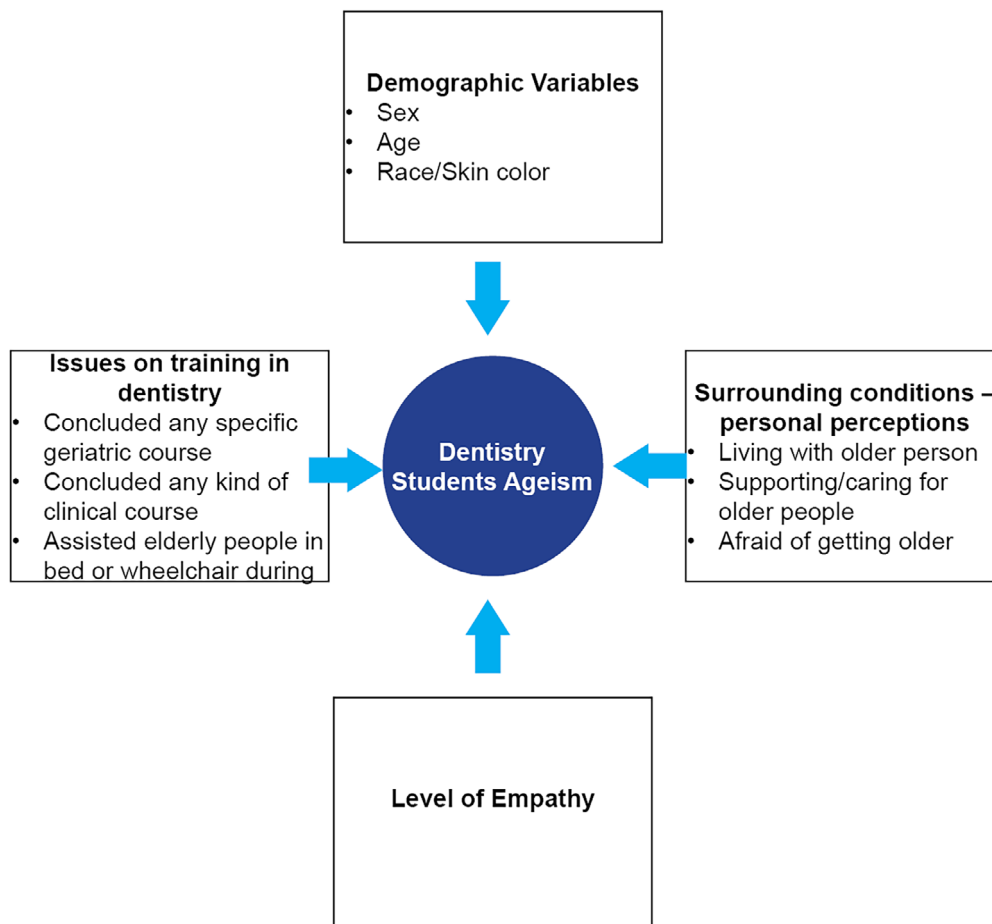 Demographic Variables
• Sex
• Age
• Race/Skin color
Issues on training in
dentistry
• Concluded any specific
geriatric course
• Concluded any kind of
clinical course
• Assisted elderly people in
bed or wheelchair during
Dentistry
Students Ageism
Surrounding conditions –
personal perceptions
• Living with older person
• Supporting/caring for
older people
• Afraid of getting older
Level of Empathy